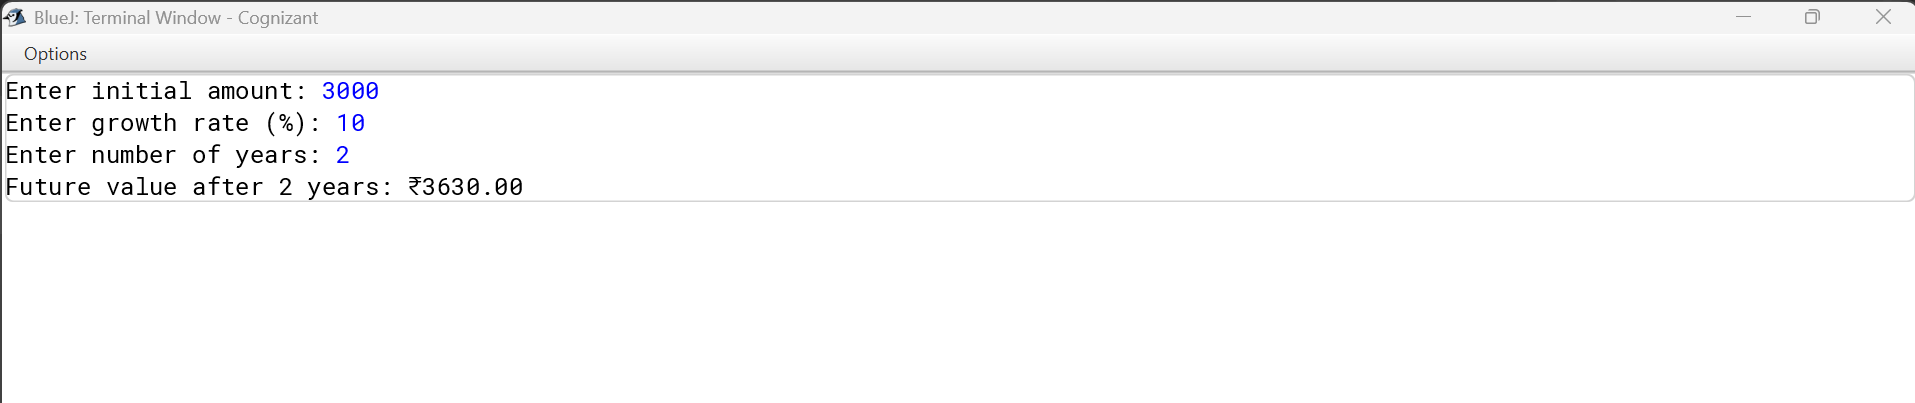 BlueJ: Terminal Window - Cognizant
Options
Enter initial amount: 3000
Enter growth rate (%): 10
Enter number of years: 2
Future value after 2 years: ₹3630.00